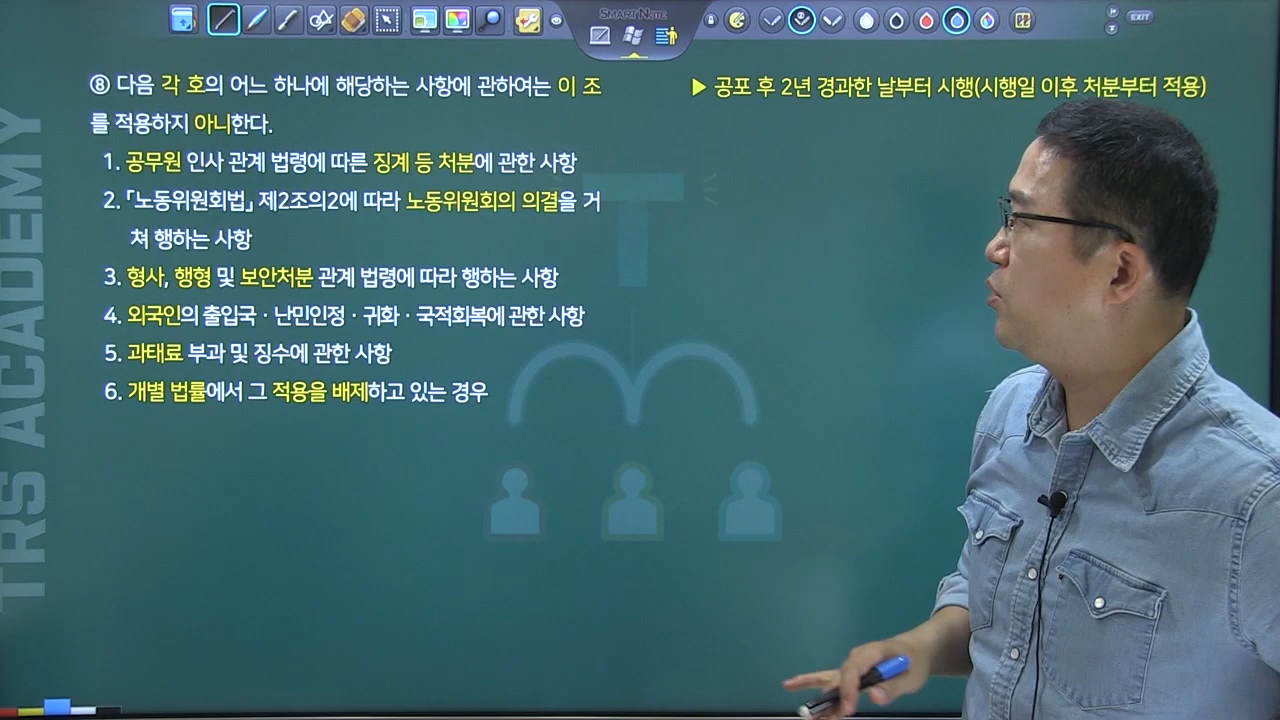 SMARTNOTE
EXIT
⑧ 다음 각 호의 어느 하나에 해당하는 사항에 관하여는 이 조
를 적용하지 아니한다.
1. 공무원 인사 관계 법령에 따른 징계 등 처분에 관한 사항
2. 「노동위원회법」 제2조의2에 따라 노동위원회의 의결을 거
쳐 행하는 사항
3. 형사, 행형 및 보안처분 관계 법령에 따라 행하는 사항
4. 외국인의 출입국 · 난민인정 · 귀화 · 국적회복에 관한 사항
5. 과태료 부과 및 징수에 관한 사항
6. 개별 법률에서 그 적용을 배제하고 있는 경우
▶ 공포 후 2년 경과한 날부터 시행(시행일 이후 처분부터 적용)
TRS ACADEMY